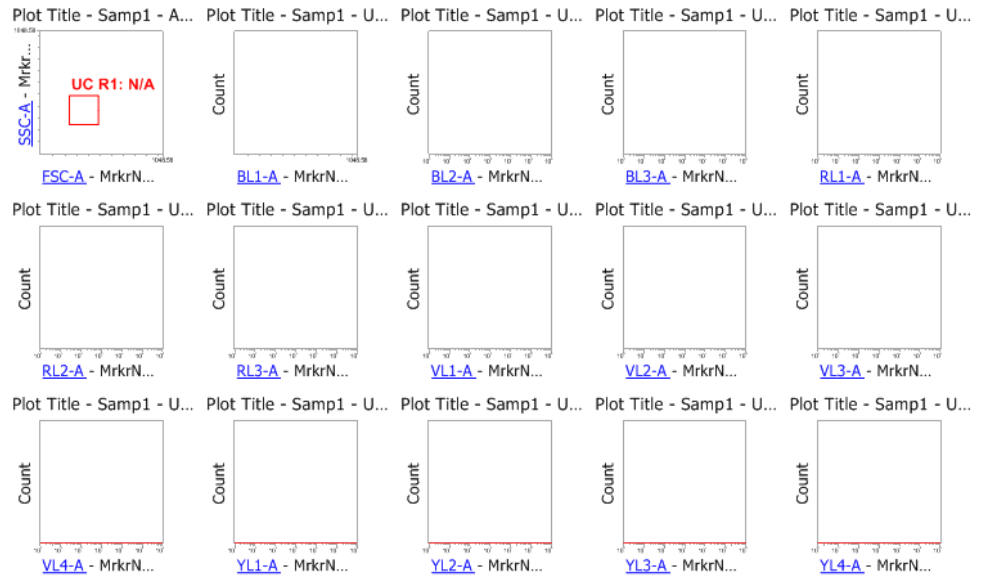 Plot Title - Samp1 - A... Plot Title - Samp1 - U... Plot Title - Samp1 - U... Plot Title - Samp1 - U... Plot Title - Samp1 - U...
SSC-A - Mrkr...
UC R1: N/A
Count Count Count Count
FSC-A - MrkrN... BL1-A - MrkrN... BL2-A - MrkrN... BL3-A - MrkrN... RL1-A - MrkrN...
Plot Title - Samp1 - U... Plot Title - Samp1 - U... Plot Title - Samp1 - U... Plot Title - Samp1 - U... Plot Title - Samp1 - U...
Count Count Count Count Count
RL2-A - MrkrN... RL3-A - MrkrN... VL1-A - MrkrN... VL2-A - MrkrN... VL3-A - MrkrN...
Plot Title - Samp1 - U... Plot Title - Samp1 - U... Plot Title - Samp1 - U... Plot Title - Samp1 - U... Plot Title - Samp1 - U...
Count Count Count Count Count
VL4-A - MrkrN... YL1-A - MrkrN... YL2-A - MrkrN... YL3-A - MrkrN... YL4-A - MrkrN...